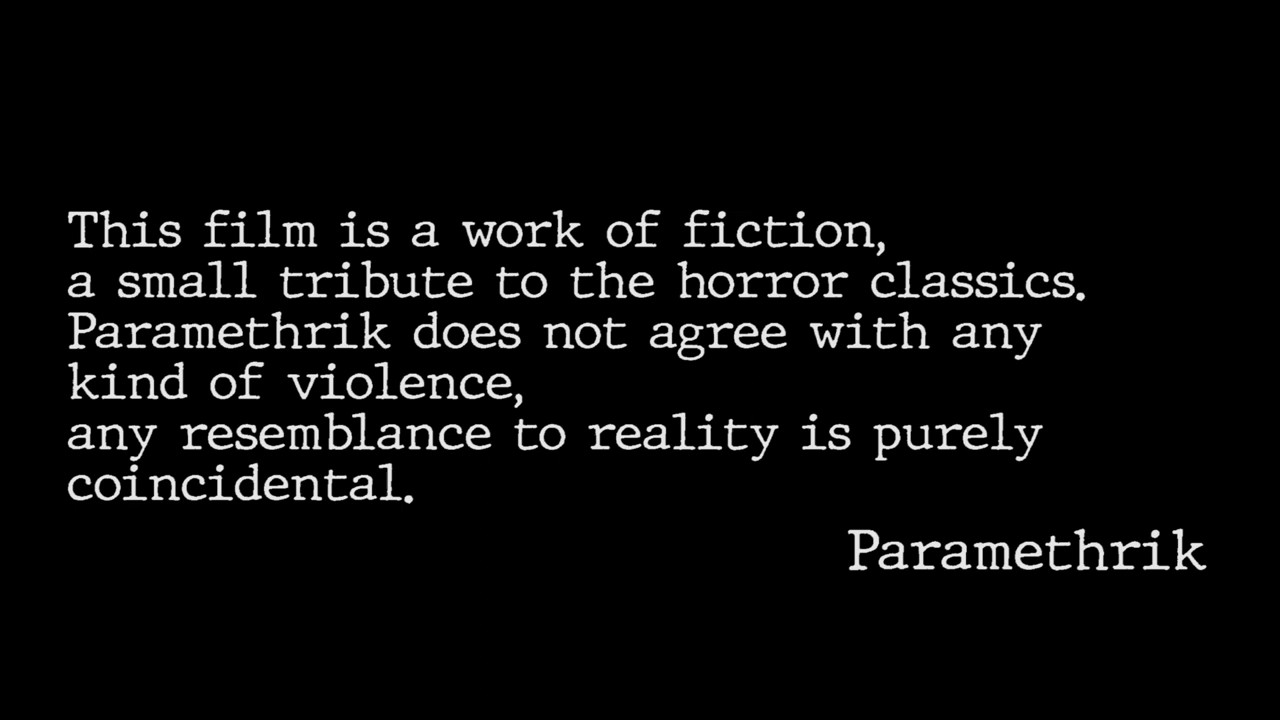 This film is a work of fiction,
a small tribute to the horror classics.
Paramethrik does not agree with any
kind of violence,
any resemblance to reality is purely
coincidental.
Paramethrik